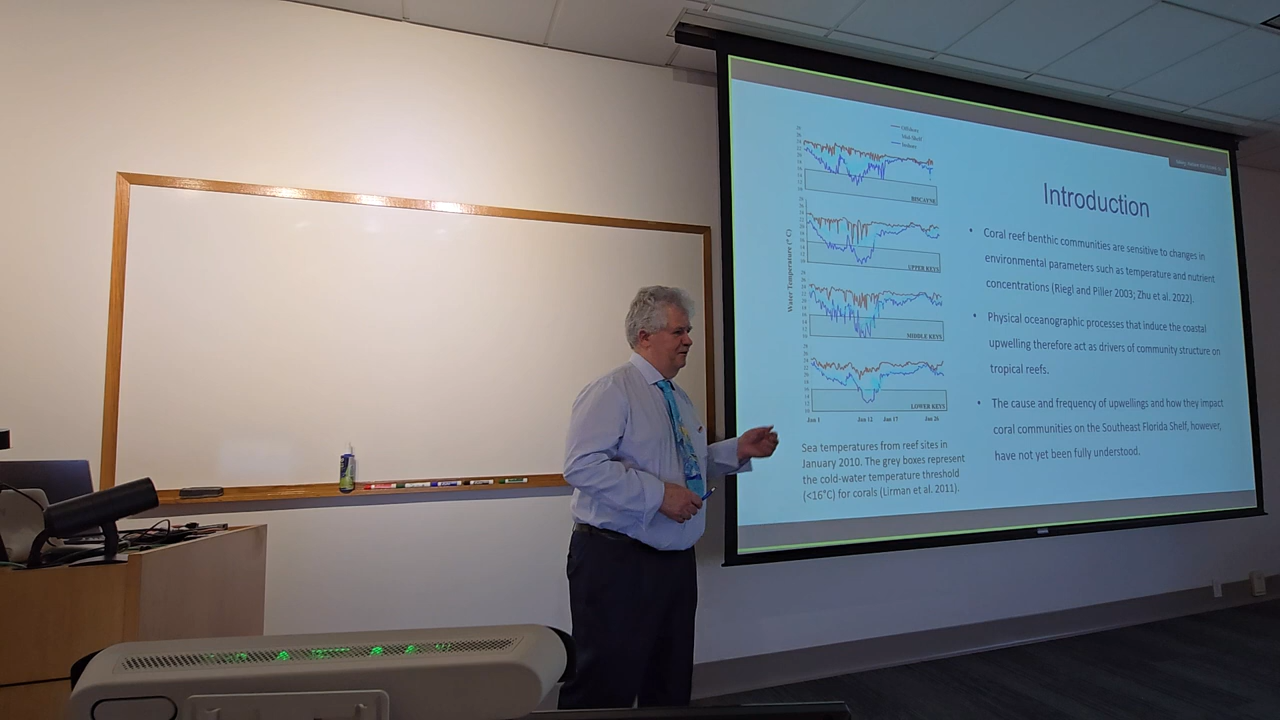 Introduction
• Coral reef benthic communities are sensitive to changes in
environmental parameters such as temperature and nutrient
concentrations (Riegl and Piller 2003; Zhu et al. 2022).
• Physical oceanographic processes that induce the coastal
upwelling therefore act as drivers of community structure on
tropical reefs.
• The cause and frequency of upwellings and how they impact
coral communities on the Southeast Florida Shelf, however,
have not yet been fully understood.
Offshore
Mid-Shelf
Inshore
Water Temperature (°C)
BISCAYNE
UPPER KEYS
MIDDLE KEYS
LOWER KEYS
Jan 1 Jan 12 Jan 17 Jan 26
Sea temperatures from reef sites in
January 2010. The grey boxes represent
the cold-water temperature threshold
(<16°C) for corals (Lirman et al. 2011).